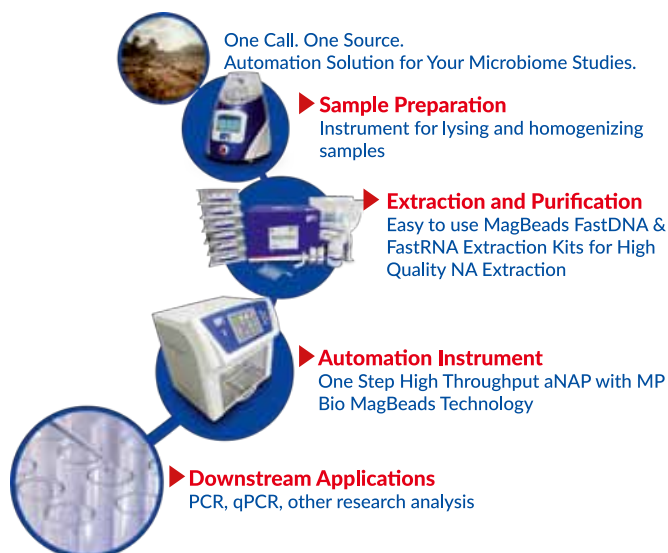 One Call. One Source.
Automation Solution for Your Microbiome Studies.
Sample Preparation
Instrument for lysing and homogenizing
samples
Extraction and Purification
Easy to use MagBeads FastDNA &
FastRNA Extraction Kits for High
Quality NA Extraction
Automation Instrument
One Step High Throughput aNAP with MP
Bio MagBeads Technology
Downstream Applications
PCR, qPCR, other research analysis